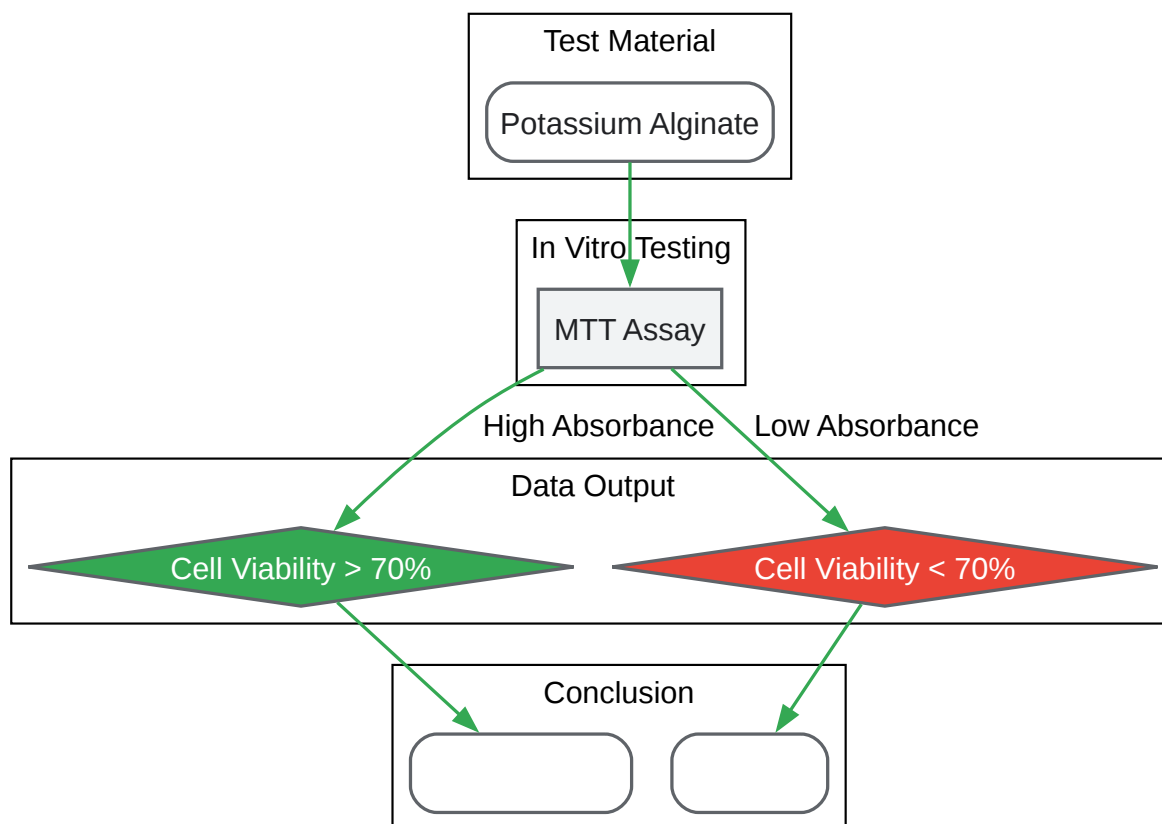 Test Material
Potassium Alginate
In Vitro Testing
MTT Assay
High Absorbance
Low Absorbance
Data Output
Cell Viability > 70%
Cell Viability < 70%
Conclusion